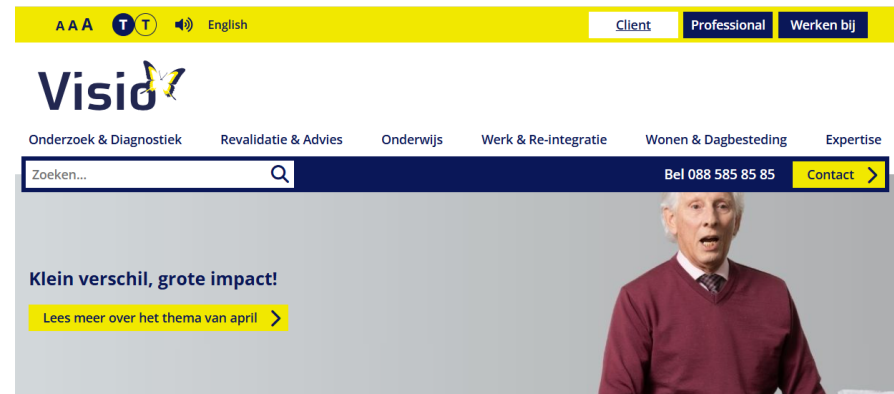 A A A T T English Client Professional Werken bij
Visio
Onderzoek & Diagnostiek Revalidatie & Advies Onderwijs Werk & Re-integratie Wonen & Dagbesteding Expertise
Zoeken... Bel 088 585 85 85 Contact
Klein verschil, grote impact!
Lees meer over het thema van april